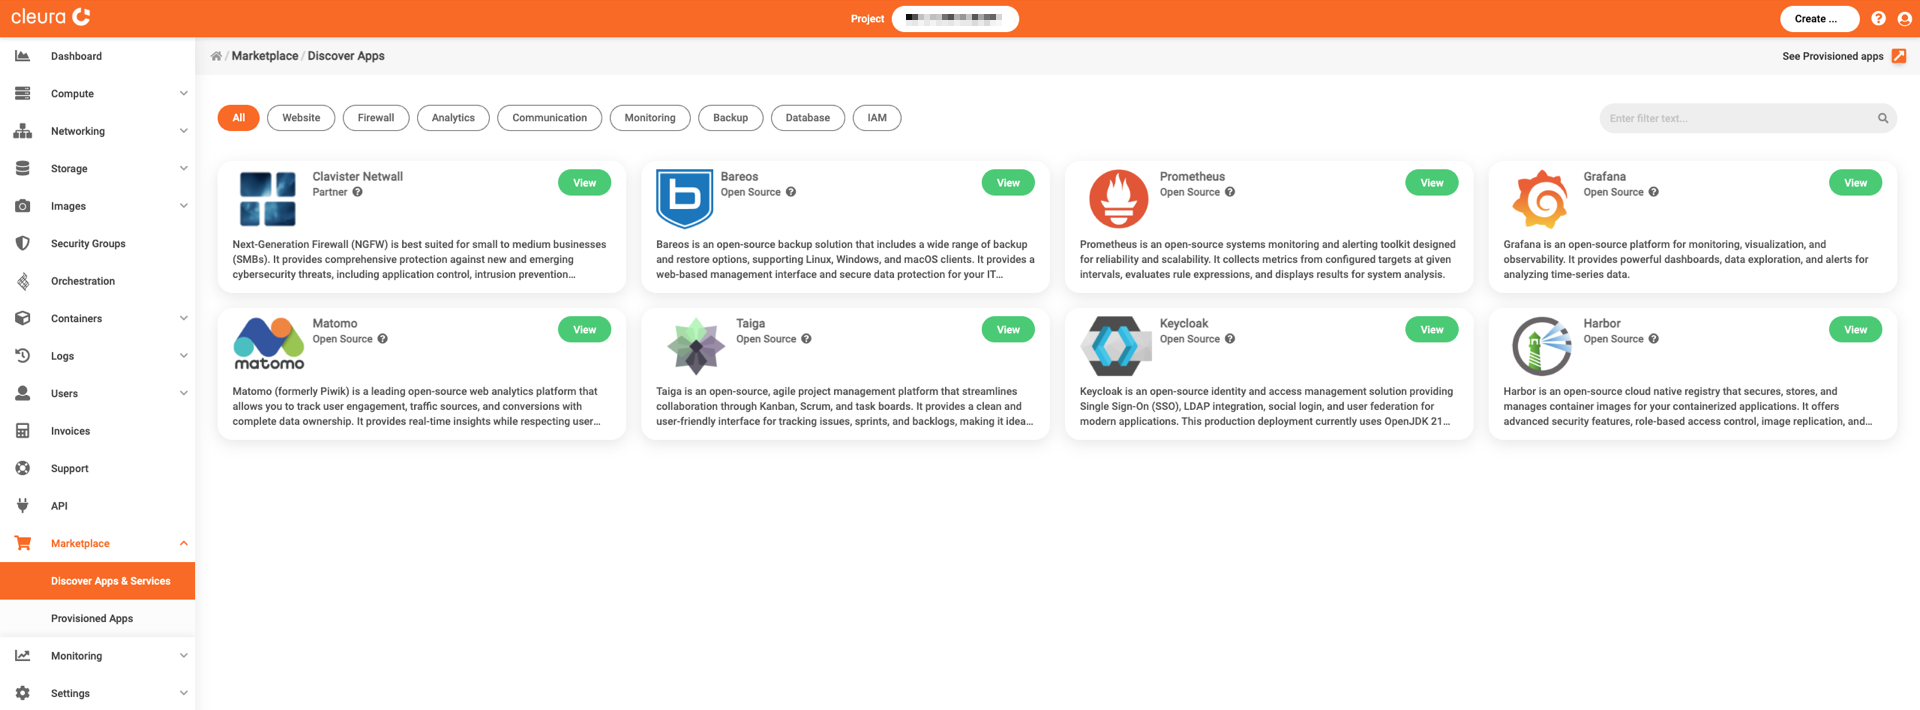 cleura
Project
Create ...
Dashboard
Compute
Networking
Storage
Images
Security Groups
Orchestration
Containers
Logs
Users
Invoices
Support
API
Marketplace
Discover Apps & Services
Provisioned Apps
Monitoring
Settings
/ Marketplace / Discover Apps
See Provisioned apps
All
Website
Firewall
Analytics
Communication
Monitoring
Backup
Database
IAM
Enter filter text...
Clavister Netwall
Partner
View
Next-Generation Firewall (NGFW) is best suited for small to medium businesses
(SMBs). It provides comprehensive protection against new and emerging
cybersecurity threats, including application control, intrusion prevention...
Bareos
Open Source
View
Bareos is an open-source backup solution that includes a wide range of backup
and restore options, supporting Linux, Windows, and macOS clients. It provides a
web-based management interface and secure data protection for your IT...
Prometheus
Open Source
View
Prometheus is an open-source systems monitoring and alerting toolkit designed
for reliability and scalability. It collects metrics from configured targets at given
intervals, evaluates rule expressions, and displays results for system analysis.
Grafana
Open Source
View
Grafana is an open-source platform for monitoring, visualization, and
observability. It provides powerful dashboards, data exploration, and alerts for
analyzing time-series data.
matomo
Matomo
Open Source
View
Matomo (formerly Piwik) is a leading open-source web analytics platform that
allows you to track user engagement, traffic sources, and conversions with
complete data ownership. It provides real-time insights while respecting user...
Taiga
Open Source
View
Taiga is an open-source, agile project management platform that streamlines
collaboration through Kanban, Scrum, and task boards. It provides a clean and
user-friendly interface for tracking issues, sprints, and backlogs, making it idea...
Keycloak
Open Source
View
Keycloak is an open-source identity and access management solution providing
Single Sign-On (SSO), LDAP integration, social login, and user federation for
modern applications. This production deployment currently uses OpenJDK 21...
Harbor
Open Source
View
Harbor is an open-source cloud native registry that secures, stores, and
manages container images for your containerized applications. It offers
advanced security features, role-based access control, image replication, and...